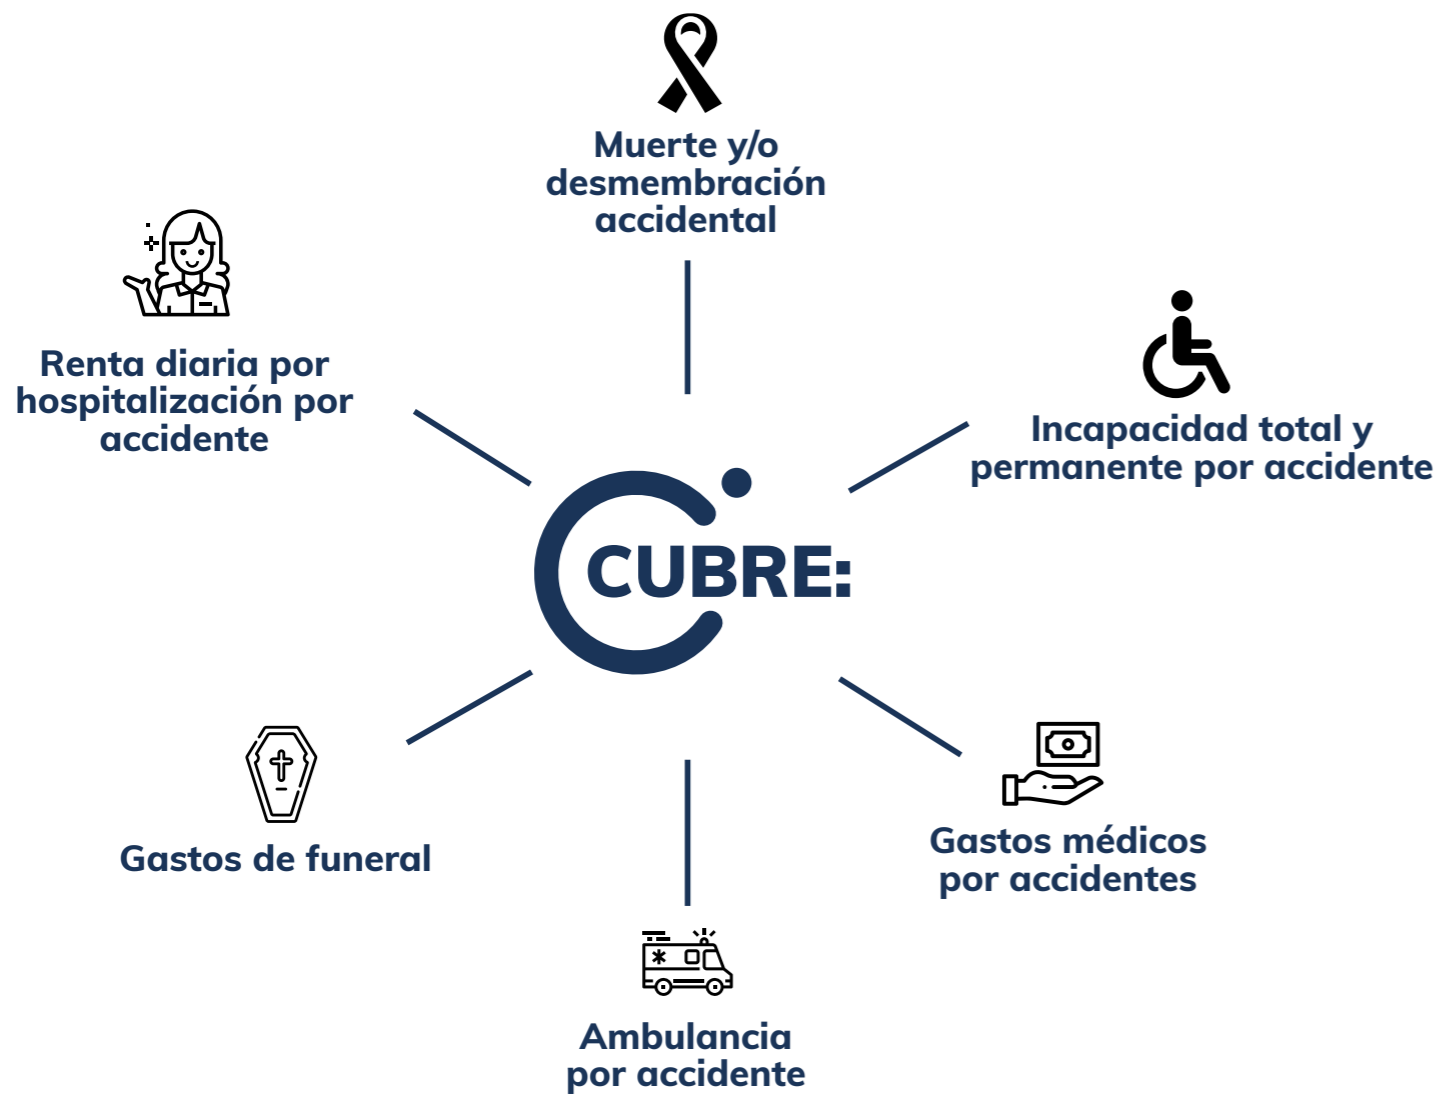 Muerte y/o
desmembración
accidental
Renta diaria por
hospitalización por
accidente
Incapacidad total y
permanente por accidente
CUBRE:
Gastos de funeral
Gastos médicos
por accidentes
Ambulancia
por accidente